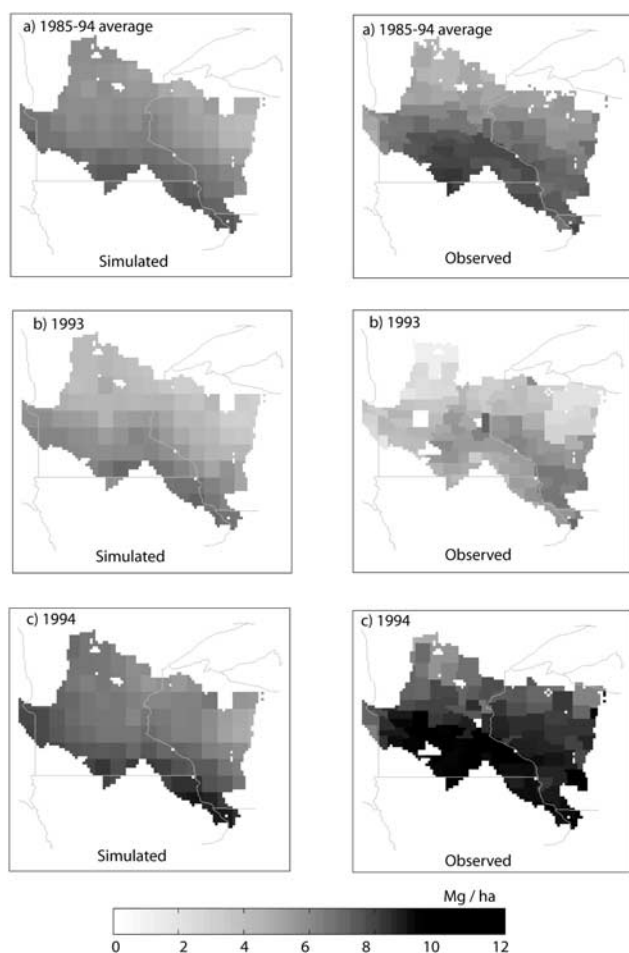 a) 1985-94 average
Simulated
a) 1985-94 average
Observed
b) 1993
Simulated
b) 1993
Observed
c) 1994
Simulated
c) 1994
Observed
Mg / ha
0 2 4 6 8 10 12